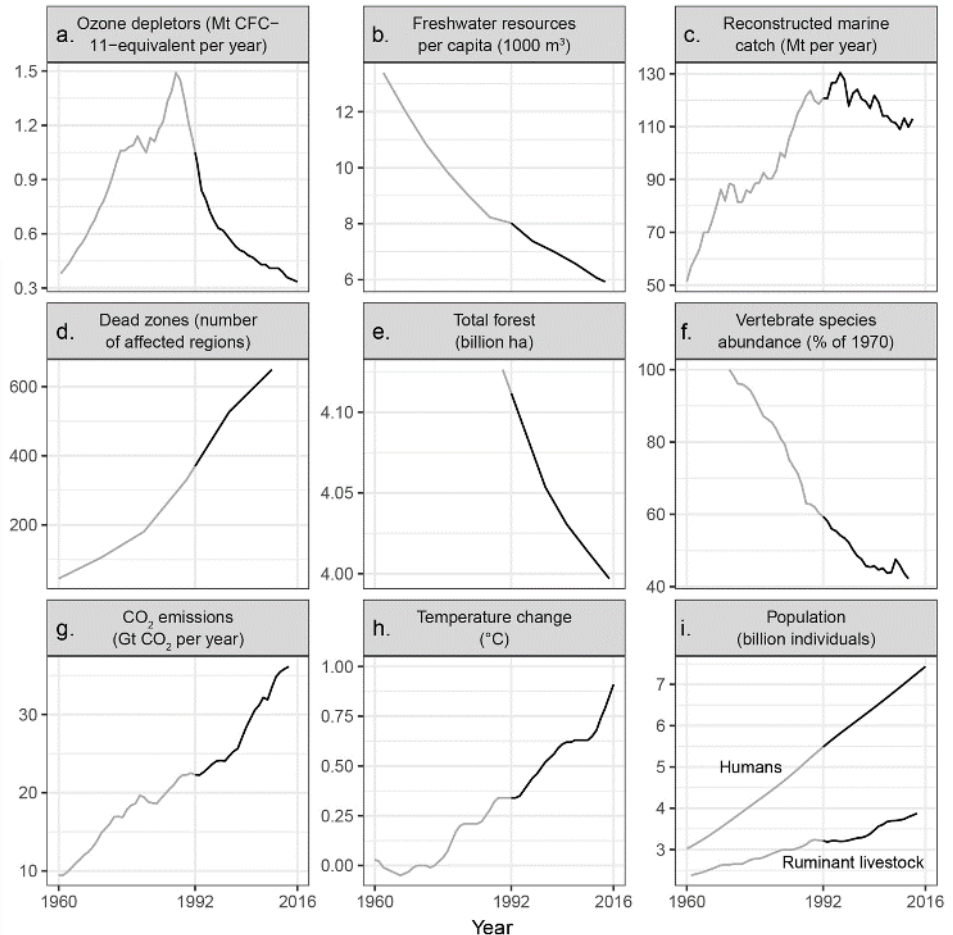 a. Ozone depletors (Mt CFC−
11−equivalent per year)
b. Freshwater resources
per capita (1000 m³)
c. Reconstructed marine
catch (Mt per year)
1.5
1.2
0.9
0.6
0.3
12
10
8
6
130
110
90
70
50
d. Dead zones (number
of affected regions)
e. Total forest
(billion ha)
f. Vertebrate species
abundance (% of 1970)
600
400
200
4.10
4.05
4.00
100
80
60
40
g. CO₂ emissions
(Gt CO₂ per year)
h. Temperature change
(°C)
i. Population
(billion individuals)
30
20
10
1.00
0.75
0.50
0.25
0.00
7
6
5
4
3
Humans
Ruminant livestock
1960 1992 2016
1960 1992 2016
1960 1992 2016
Year